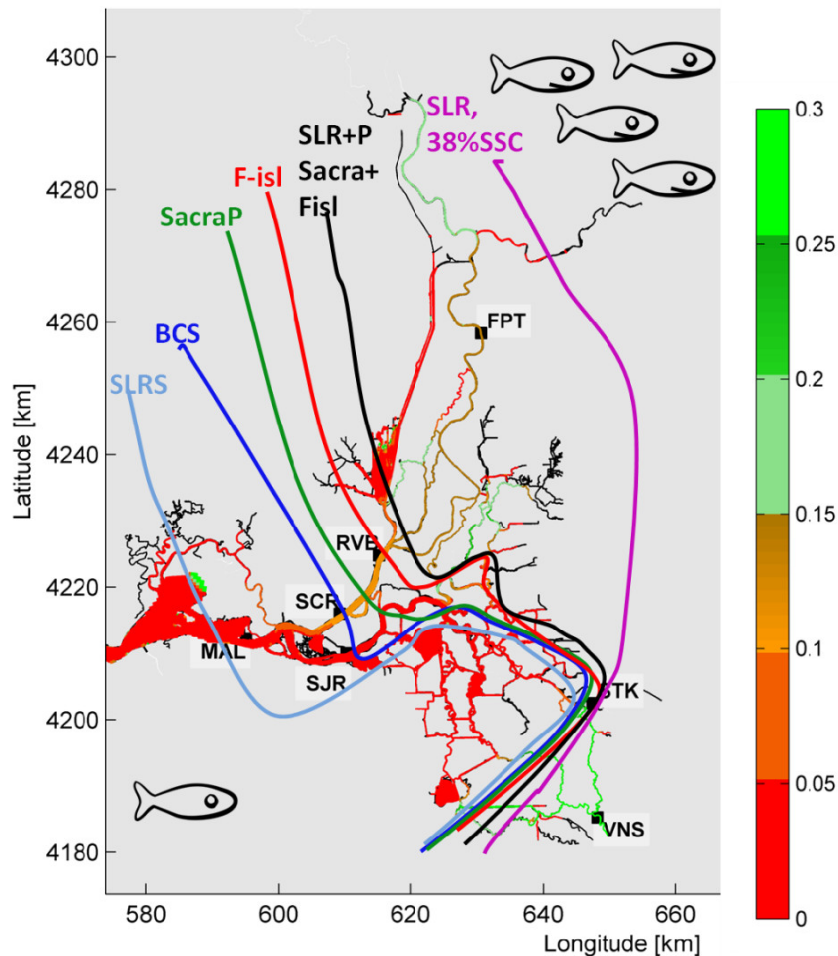 4300
4280
4260
4240
4220
4200
4180
Latitude [km]
580
600
620
640
660
Longitude [km]
SLR,
38%SSC
SLR+P
Sacra+
Fisl
F-isl
SacraP
BCS
SLRS
FPT
RVB
SCR
MAL
SJR
STK
VNS
0.3
0.25
0.2
0.15
0.1
0.05
0